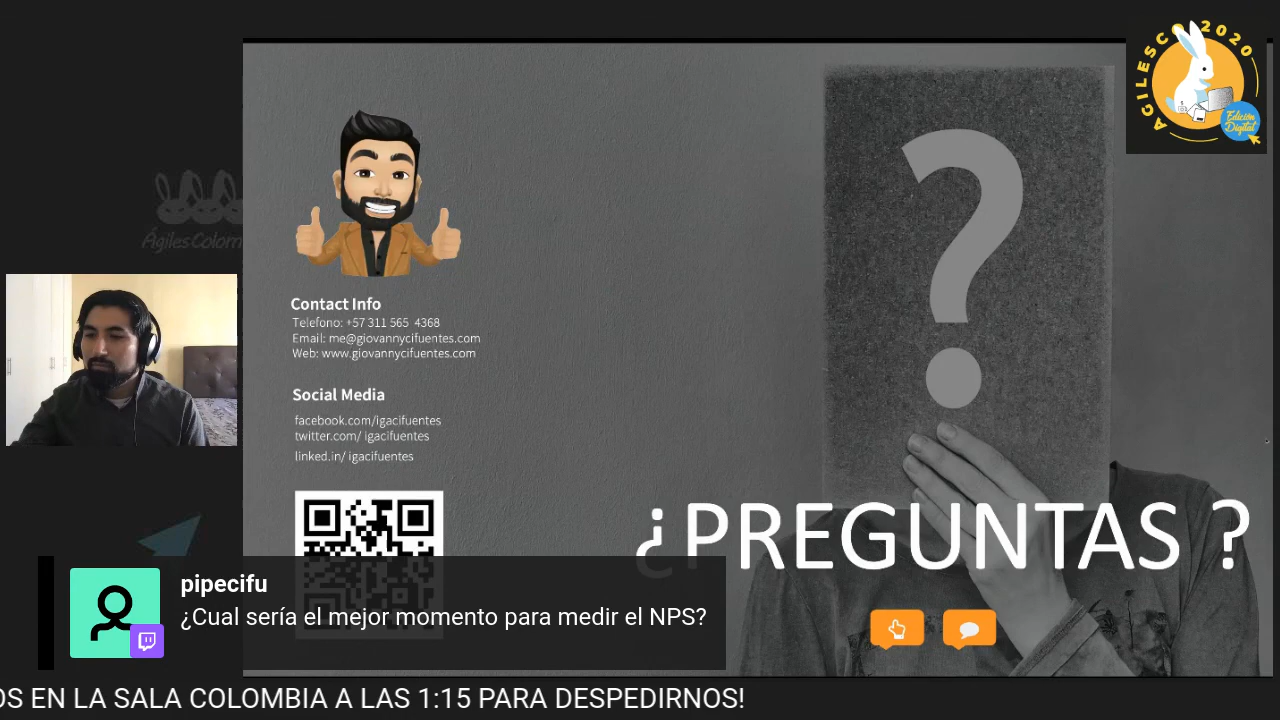 AGILESCO 2020
Edición
Digital
ÁgilesColom
Contact Info
Telefono: +57 311 565 4368
Email: me@giovannycifuentes.com
Web: www.giovannycifuentes.com
Social Media
facebook.com/igacifuentes
twitter.com/ igacifuentes
linked.in/ igacifuentes
¿PREGUNTAS ?
pipecifu
¿Cual sería el mejor momento para medir el NPS?
OS EN LA SALA COLOMBIA A LAS 1:15 PARA DESPEDIRNOS!